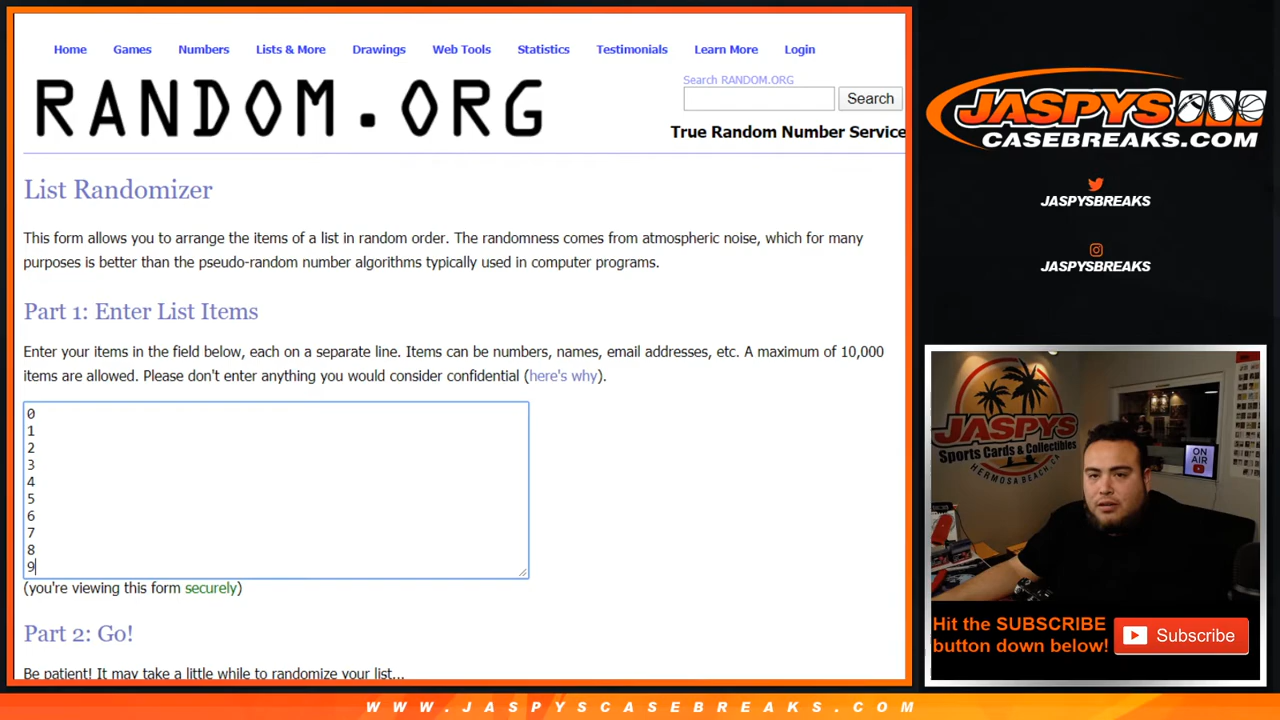 Home Games Numbers Lists & More Drawings Web Tools Statistics Testimonials Learn More Login
RANDOM.ORG
Search RANDOM.ORG
Search
True Random Number Service
List Randomizer
This form allows you to arrange the items of a list in random order. The randomness comes from atmospheric noise, which for many
purposes is better than the pseudo-random number algorithms typically used in computer programs.
Part 1: Enter List Items
Enter your items in the field below, each on a separate line. Items can be numbers, names, email addresses, etc. A maximum of 10,000
items are allowed. Please don't enter anything you would consider confidential (here's why).
0
1
2
3
4
5
6
7
8
9
(you're viewing this form securely)
Part 2: Go!
Be patient! It may take a little while to randomize your list...
JASPYS
CASEBREAKS.COM
JASPYSBREAKS
JASPYSBREAKS
JASPYS
Sports Cards & Collectibles
HERMOSA BEACH, CA
ON
AIR
Hit the SUBSCRIBE
button down below!
Subscribe
WWW.JASPYSCASEBREAKS.COM